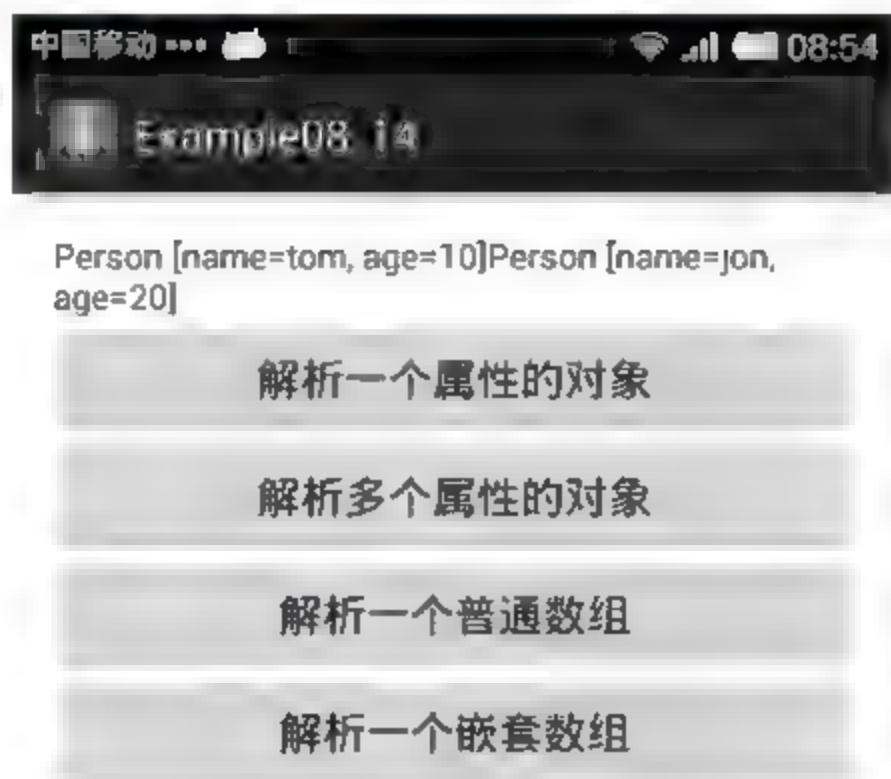 中国移动 ••• 08:54
Example08_14
Person [name=tom, age=10]Person [name=jon,
age=20]
解析一个属性的对象
解析多个属性的对象
解析一个普通数组
解析一个嵌套数组